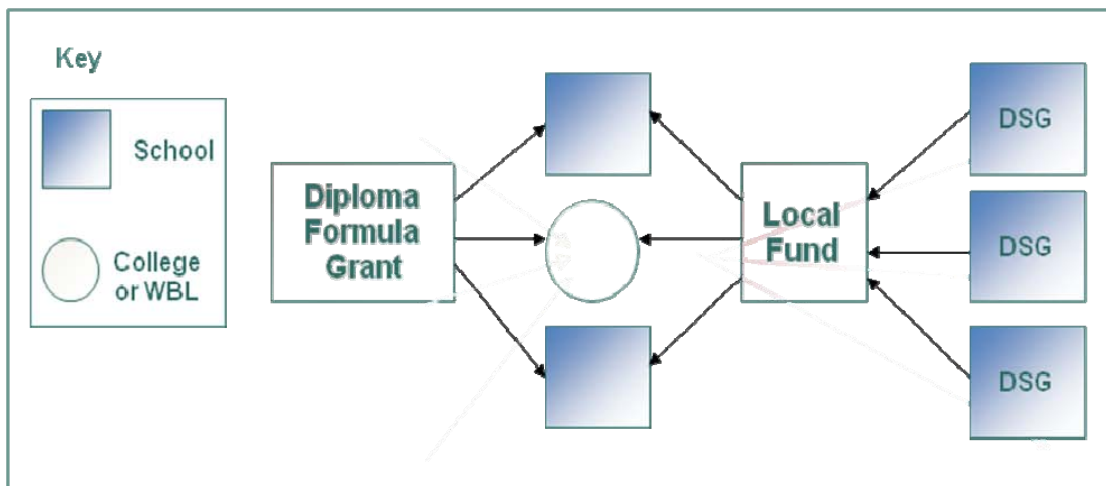 Key
School
College
or WBL
Diploma
Formula
Grant
Local
Fund
DSG
DSG
DSG